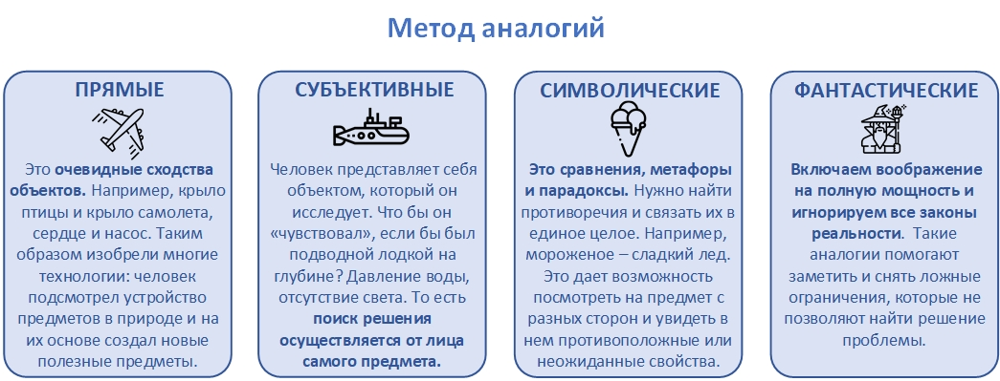 Метод аналогий
ПРЯМЫЕ
Это очевидные сходства
объектов. Например, крыло
птицы и крыло самолета,
сердце и насос. Таким
образом изобрели многие
технологии: человек
подсмотрел устройство
предметов в природе и на
их основе создал новые
полезные предметы.
СУБЪЕКТИВНЫЕ
Человек представляет себя
объектом, который он
исследует. Что бы он
«чувствовал», если бы был
подводной лодкой на
глубине? Давление воды,
отсутствие света. То есть
поиск решения
осуществляется от лица
самого предмета.
СИМВОЛИЧЕСКИЕ
Это сравнения, метафоры
и парадоксы. Нужно найти
противоречия и связать их в
единое целое. Например,
мороженое – сладкий лед.
Это дает возможность
посмотреть на предмет с
разных сторон и увидеть в
нем противоположные или
неожиданные свойства.
ФАНТАСТИЧЕСКИЕ
Включаем воображение
на полную мощность и
игнорируем все законы
реальности. Такие
аналогии помогают
заметить и снять ложные
ограничения, которые не
позволяют найти решение
проблемы.